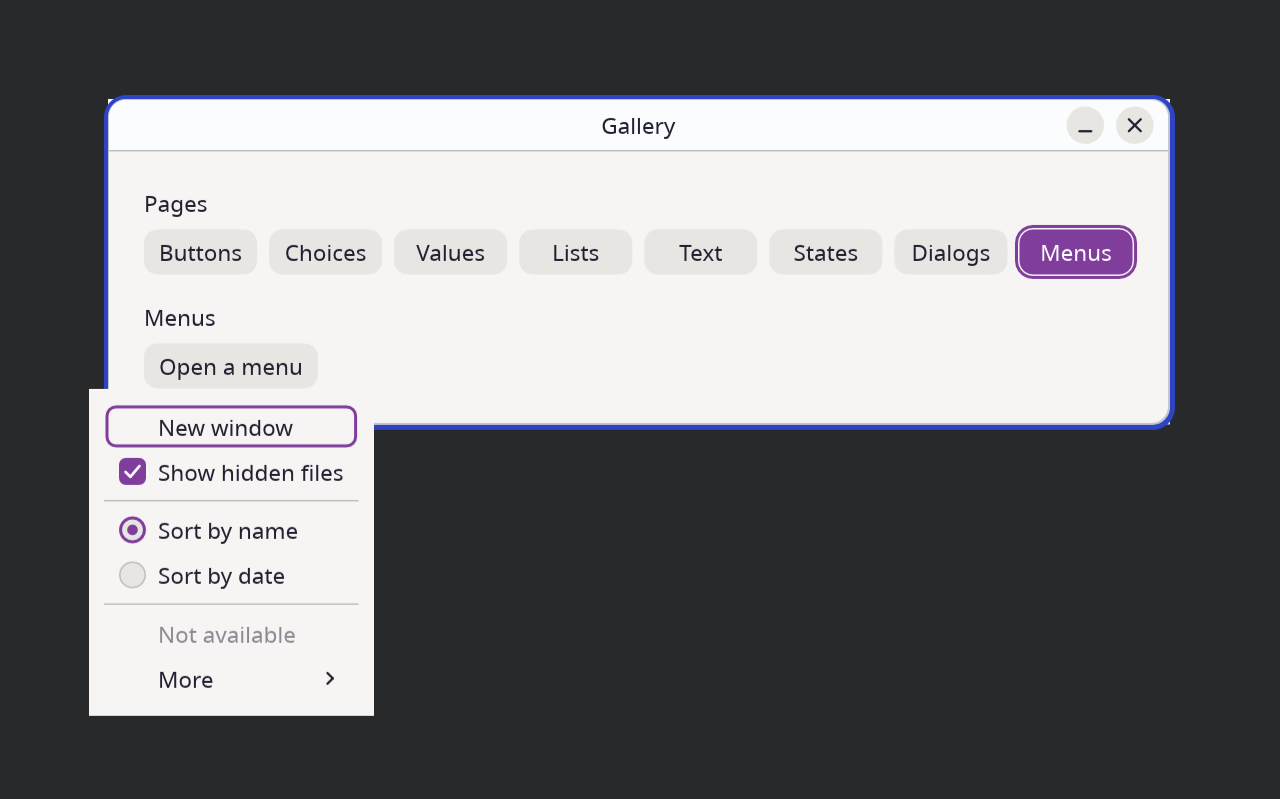 Gallery
Pages
Buttons Choices Values Lists Text States Dialogs Menus
Menus
Open a menu
New window
Show hidden files
Sort by name
Sort by date
Not available
More